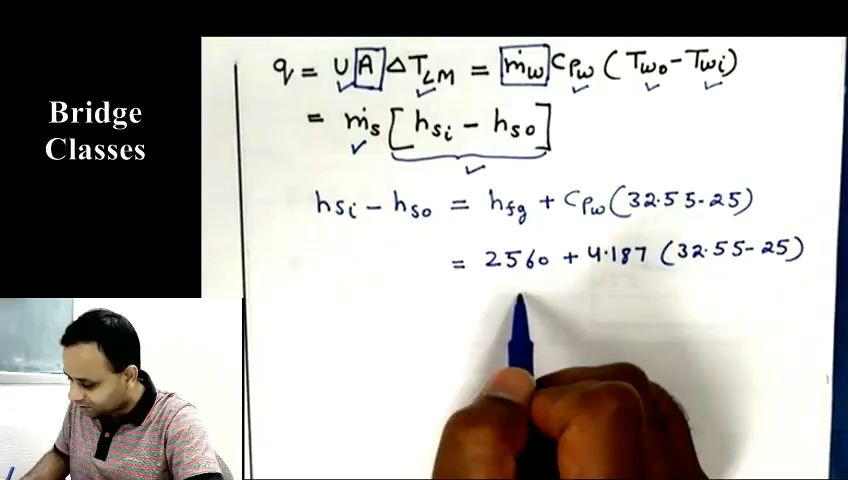 Bridge
Classes
q = U A ΔT_LM = ṁ_w C_Pw (T_wo - T_wi)
= ṁ_s [h_si - h_so]
h_si - h_so = h_fg + C_Pw (32.55-25)
= 2560 + 4.187 (32.55-25)